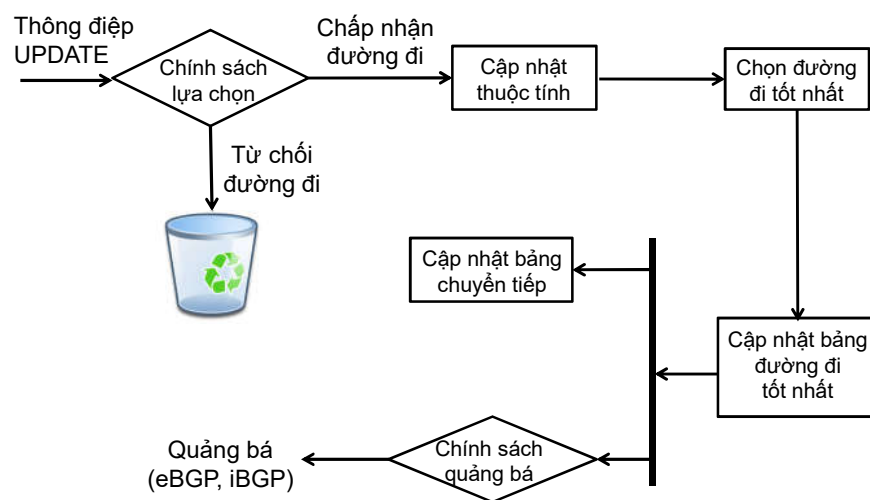 Thông điệp
UPDATE
Chính sách
lựa chọn
Chấp nhận
đường đi
Cập nhật
thuộc tính
Chọn đường
đi tốt nhất
Từ chối
đường đi
Cập nhật bảng
chuyển tiếp
Cập nhật bảng
đường đi
tốt nhất
Chính sách
quảng bá
Quảng bá
(eBGP, iBGP)